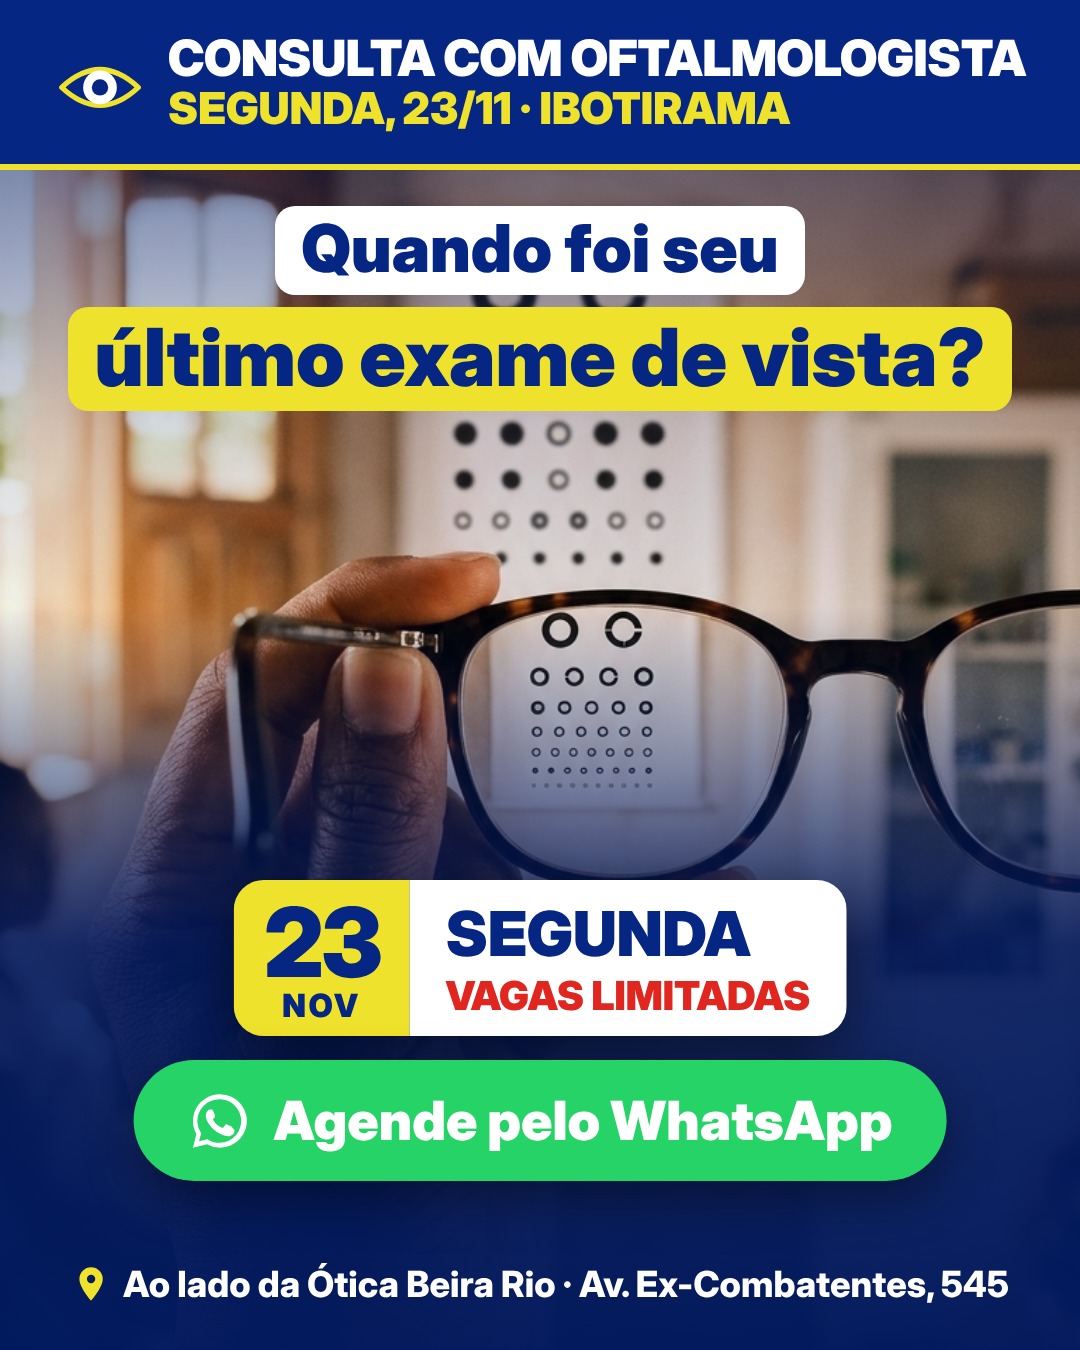 CONSULTA COM OFTALMOLOGISTA
SEGUNDA, 23/11 · IBOTIRAMA
Quando foi seu
último exame de vista?
23
NOV
SEGUNDA
VAGAS LIMITADAS
Agende pelo WhatsApp
Ao lado da Ótica Beira Rio · Av. Ex-Combatentes, 545